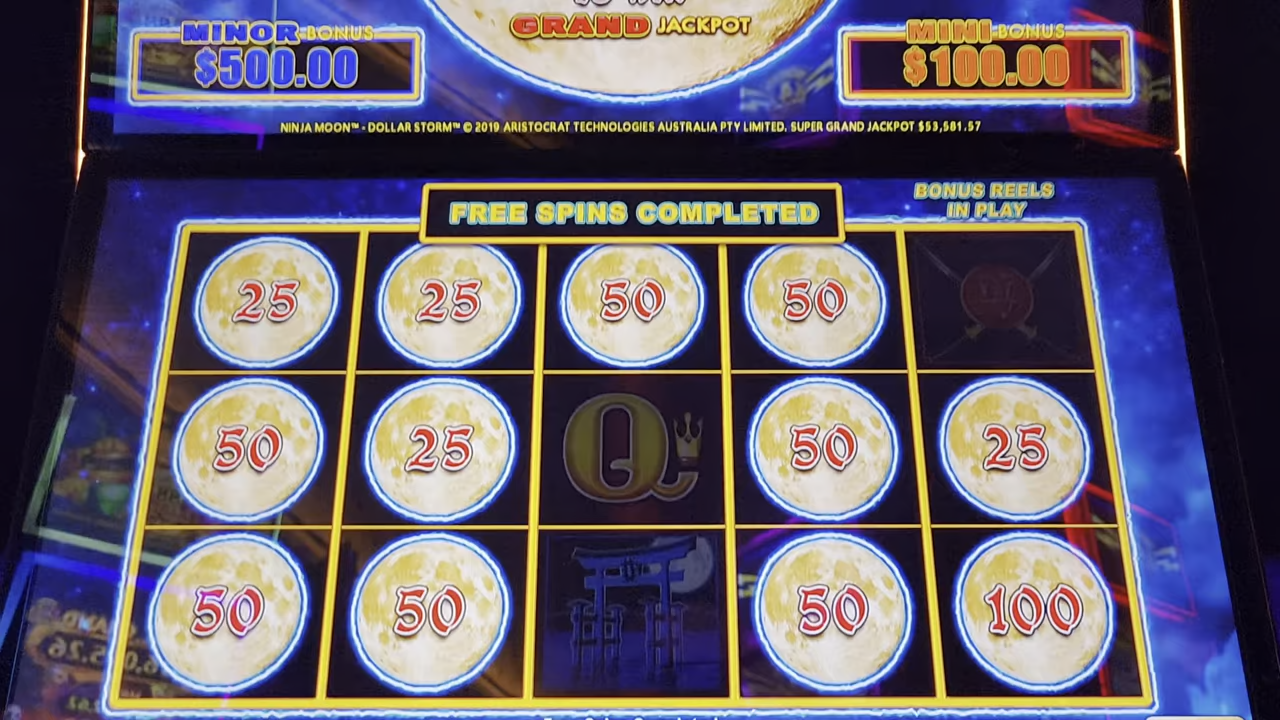 GRAND JACKPOT
MINOR BONUS
$500.00
MINI BONUS
$100.00
NINJA MOON™ - DOLLAR STORM™ © 2019 ARISTOCRAT TECHNOLOGIES AUSTRALIA PTY LIMITED. SUPER GRAND JACKPOT $53,581.57
FREE SPINS COMPLETED
BONUS REELS
IN PLAY
25 25 50 50
50 25 Q 50 25
50 50 50 100